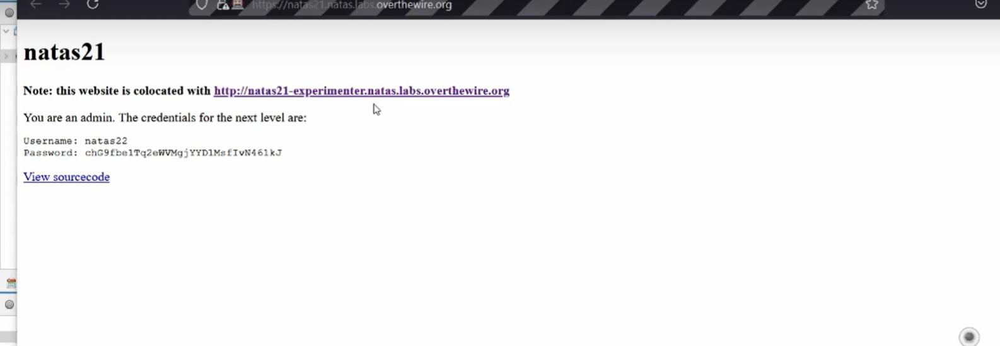 https://natas21.natas.labs.overthewire.org
natas21
Note: this website is colocated with http://natas21-experimenter.natas.labs.overthewire.org
You are an admin. The credentials for the next level are:
Username: natas22
Password: chG9fbe1Tq2eWVMgjYYD1MsfIvN461kJ
View sourcecode